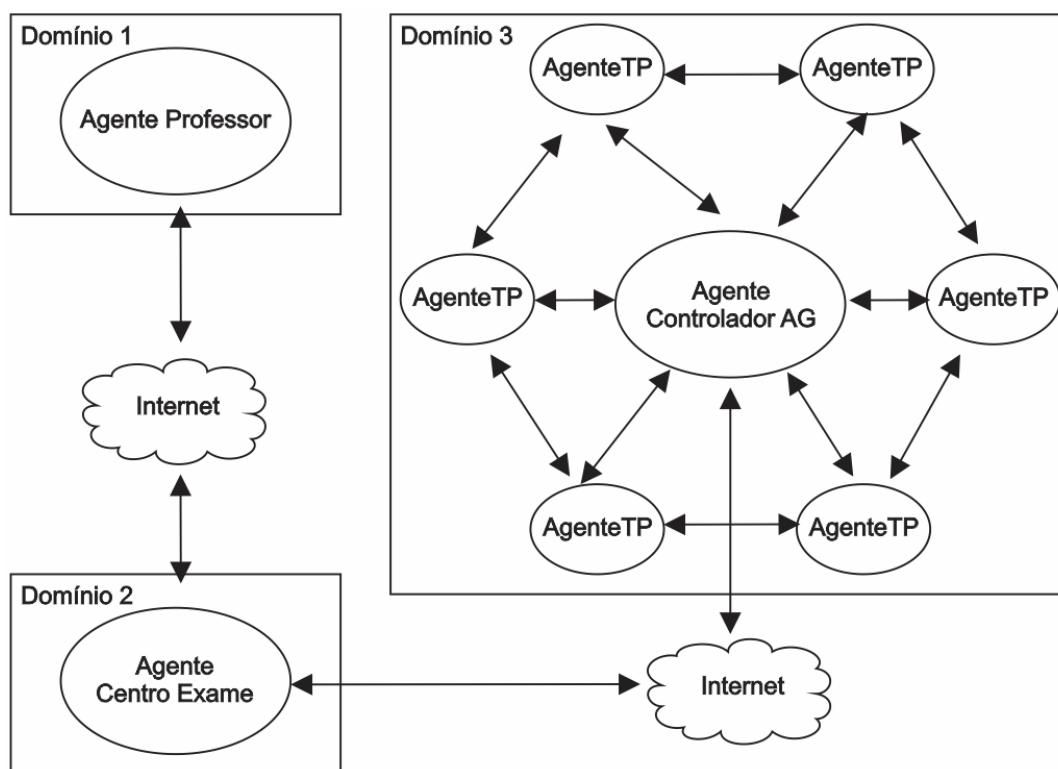 Domínio 1
Agente Professor
Internet
Domínio 2
Agente
Centro Exame
Domínio 3
AgenteTP
AgenteTP
AgenteTP
Agente
Controlador AG
AgenteTP
AgenteTP
AgenteTP
Internet